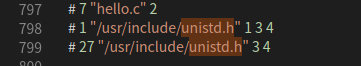 797 # 7 "hello.c" 2
798 # 1 "/usr/include/unistd.h" 1 3 4
799 # 27 "/usr/include/unistd.h" 3 4